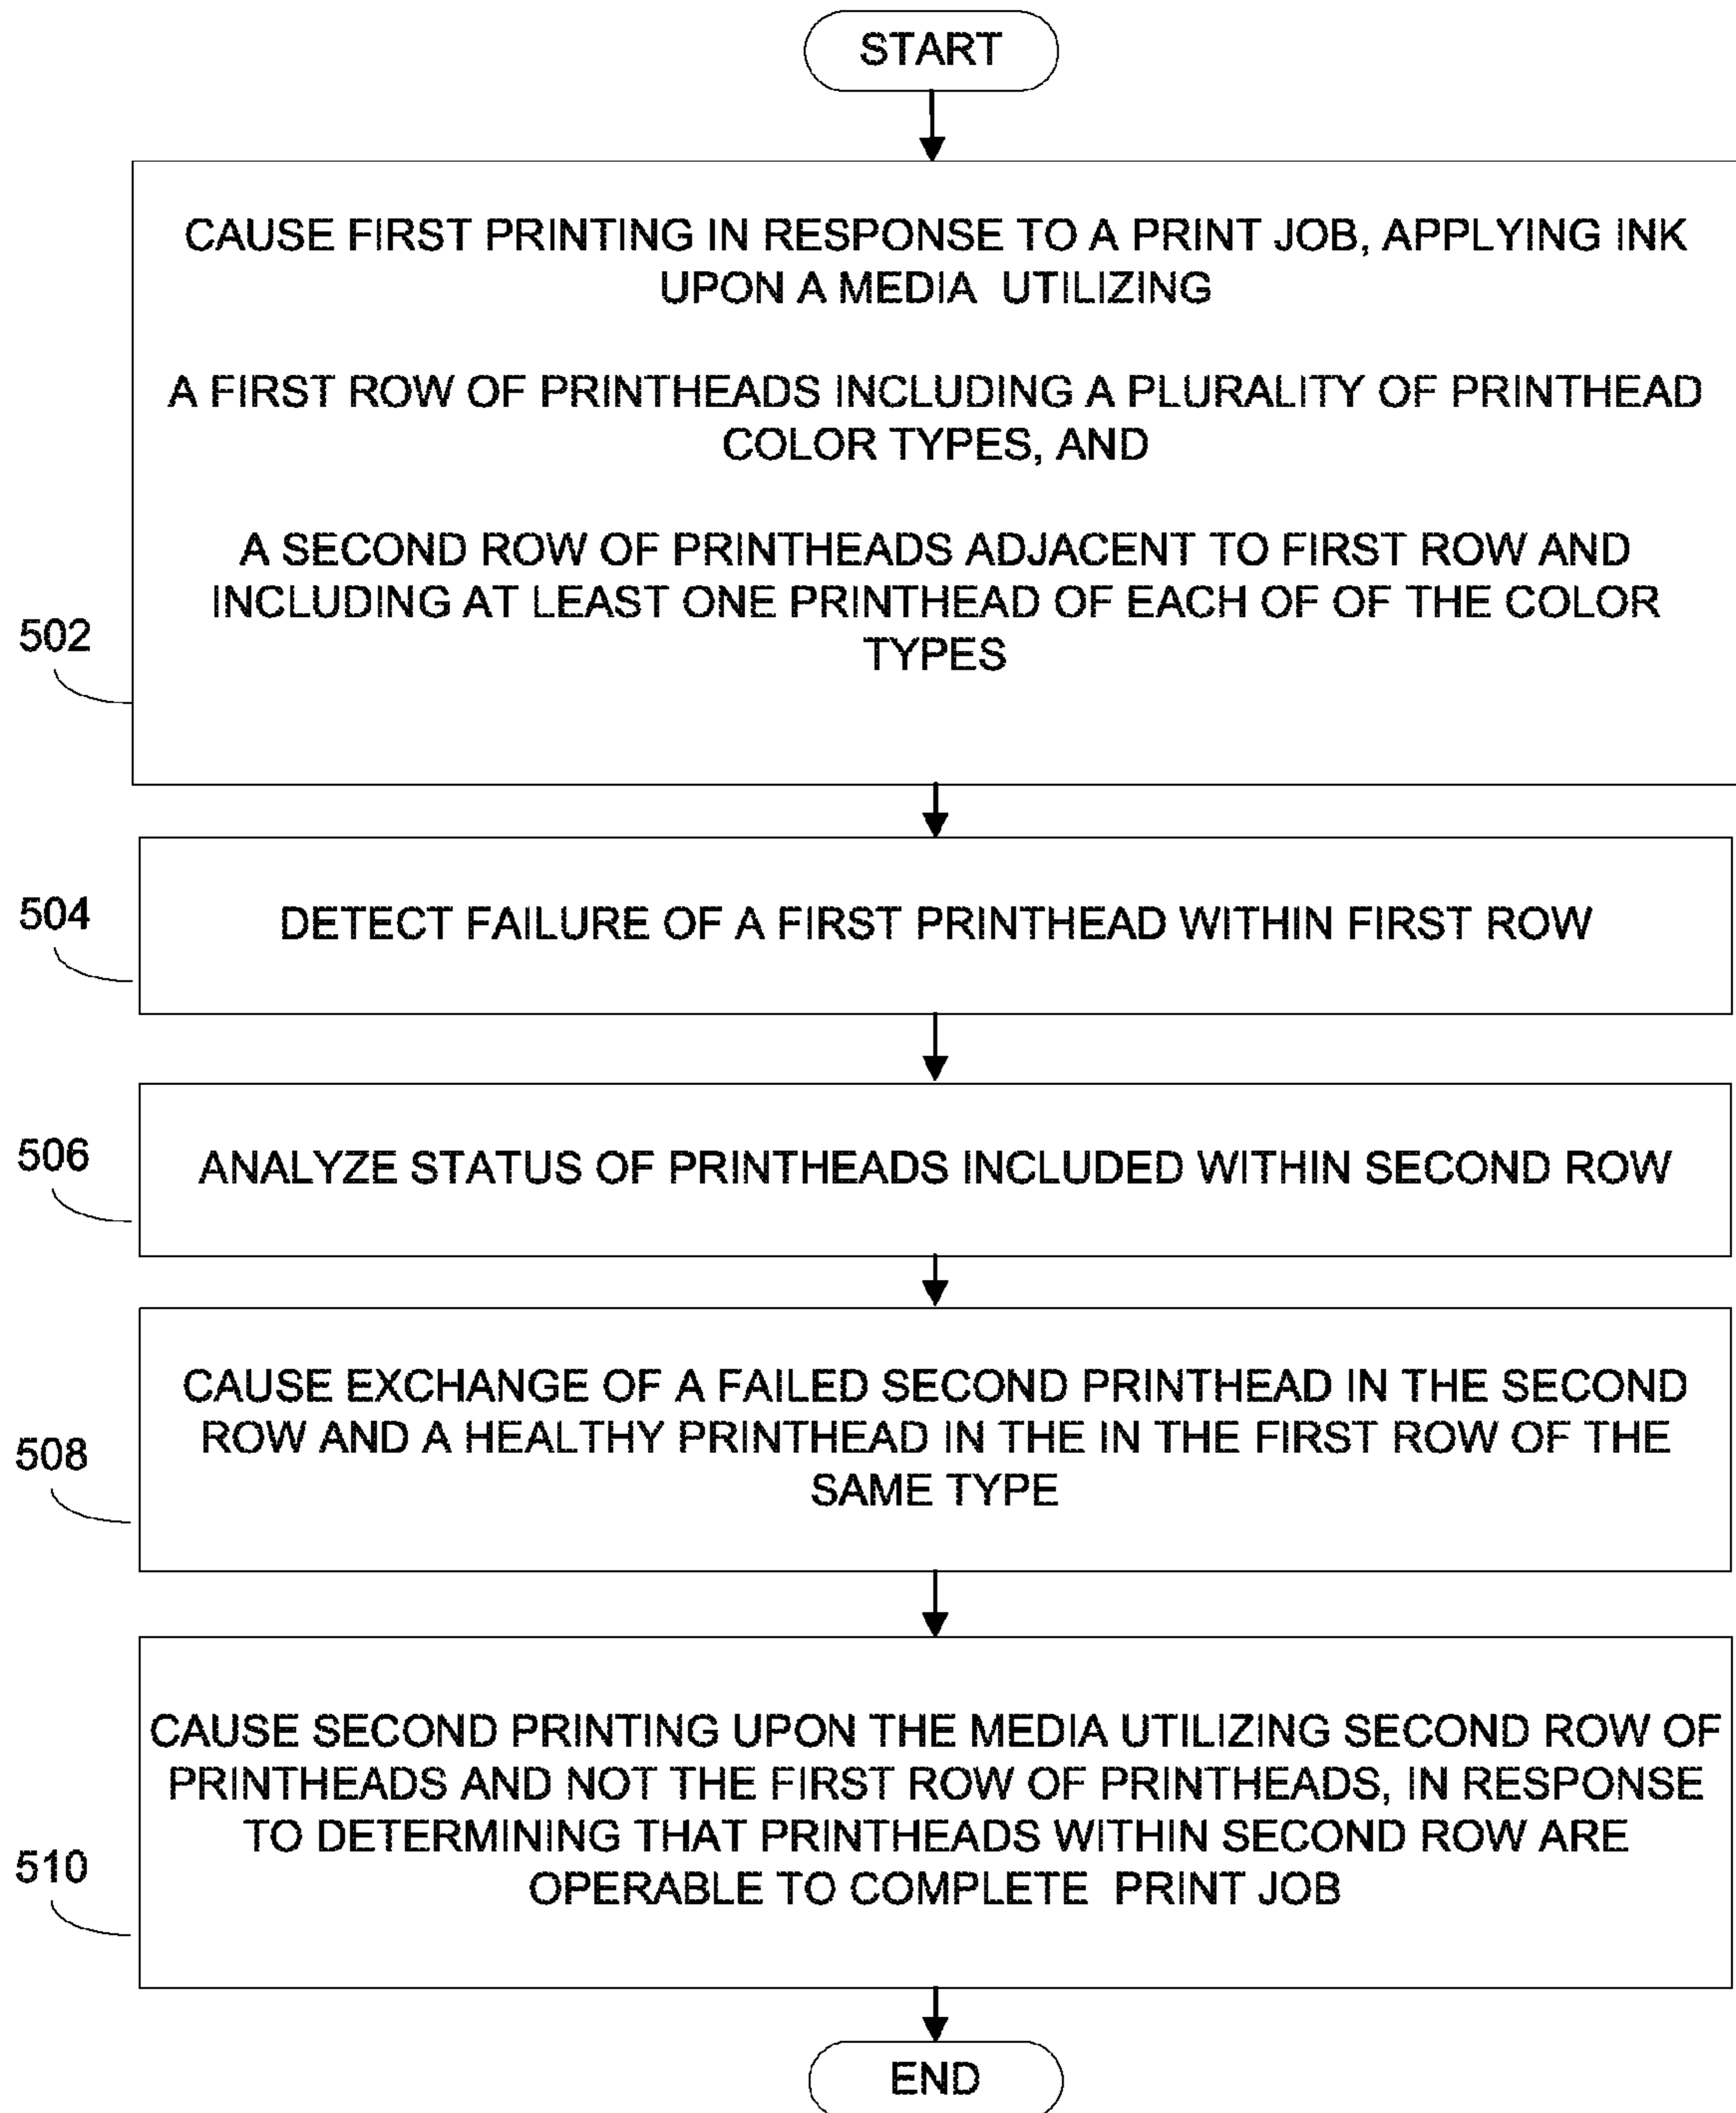 START
CAUSE FIRST PRINTING IN RESPONSE TO A PRINT JOB, APPLYING INK
UPON A MEDIA UTILIZING
A FIRST ROW OF PRINTHEADS INCLUDING A PLURALITY OF PRINTHEAD
COLOR TYPES, AND
A SECOND ROW OF PRINTHEADS ADJACENT TO FIRST ROW AND
INCLUDING AT LEAST ONE PRINTHEAD OF EACH OF OF THE COLOR
TYPES
502
504
DETECT FAILURE OF A FIRST PRINTHEAD WITHIN FIRST ROW
506
ANALYZE STATUS OF PRINTHEADS INCLUDED WITHIN SECOND ROW
CAUSE EXCHANGE OF A FAILED SECOND PRINTHEAD IN THE SECOND
ROW AND A HEALTHY PRINTHEAD IN THE IN THE FIRST ROW OF THE
SAME TYPE
508
CAUSE SECOND PRINTING UPON THE MEDIA UTILIZING SECOND ROW OF
PRINTHEADS AND NOT THE FIRST ROW OF PRINTHEADS, IN RESPONSE
TO DETERMINING THAT PRINTHEADS WITHIN SECOND ROW ARE
OPERABLE TO COMPLETE PRINT JOB
510
END